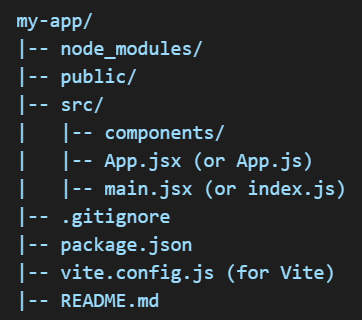 my-app/
|-- node_modules/
|-- public/
|-- src/
|   |-- components/
|   |-- App.jsx (or App.js)
|   |-- main.jsx (or index.js)
|-- .gitignore
|-- package.json
|-- vite.config.js (for Vite)
|-- README.md